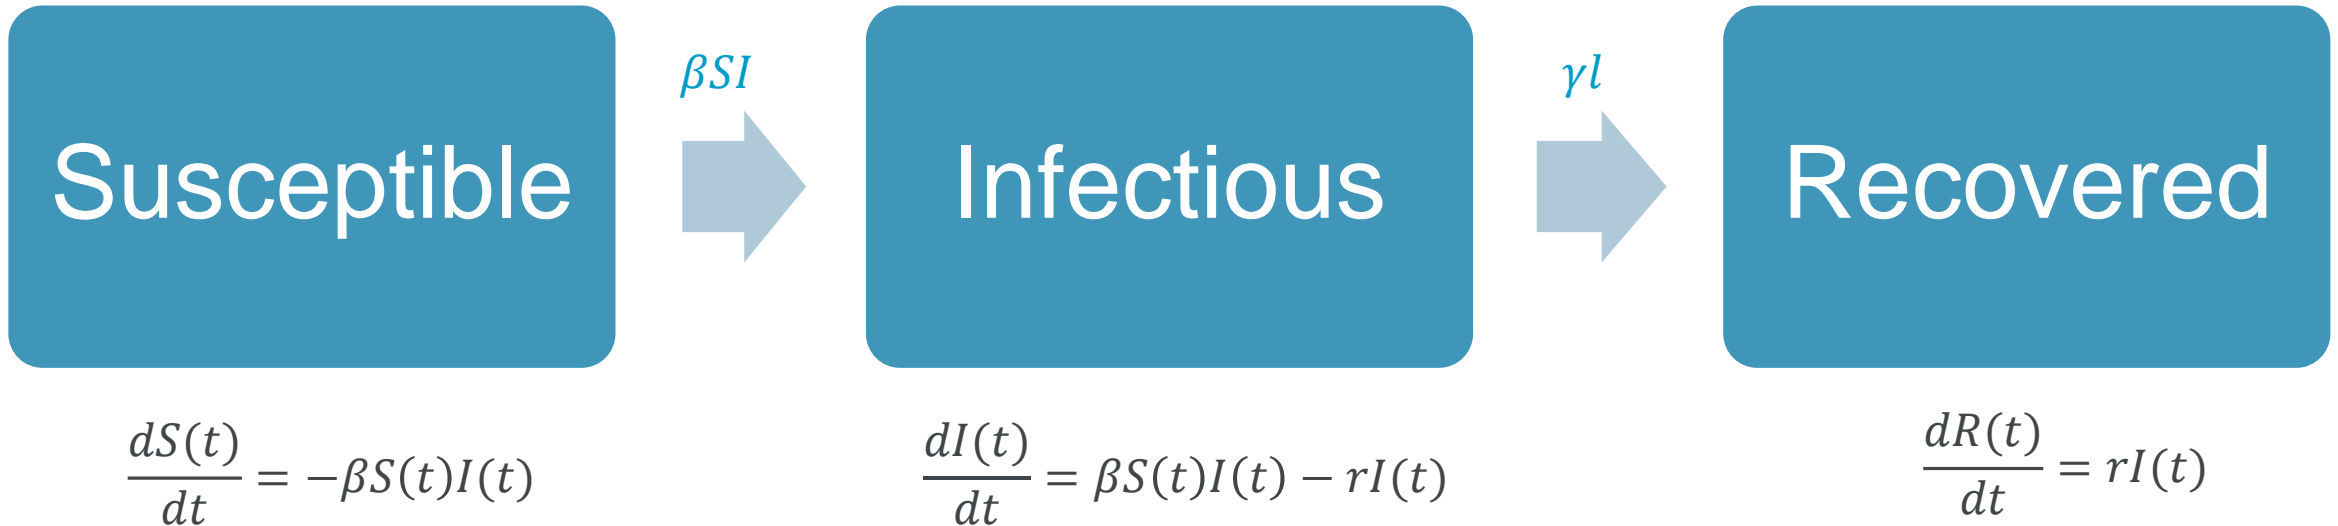 Susceptible
βSI
Infectious
γl
Recovered
dS(t)/dt = −βS(t)I(t)
dI(t)/dt = βS(t)I(t) − rI(t)
dR(t)/dt = rI(t)